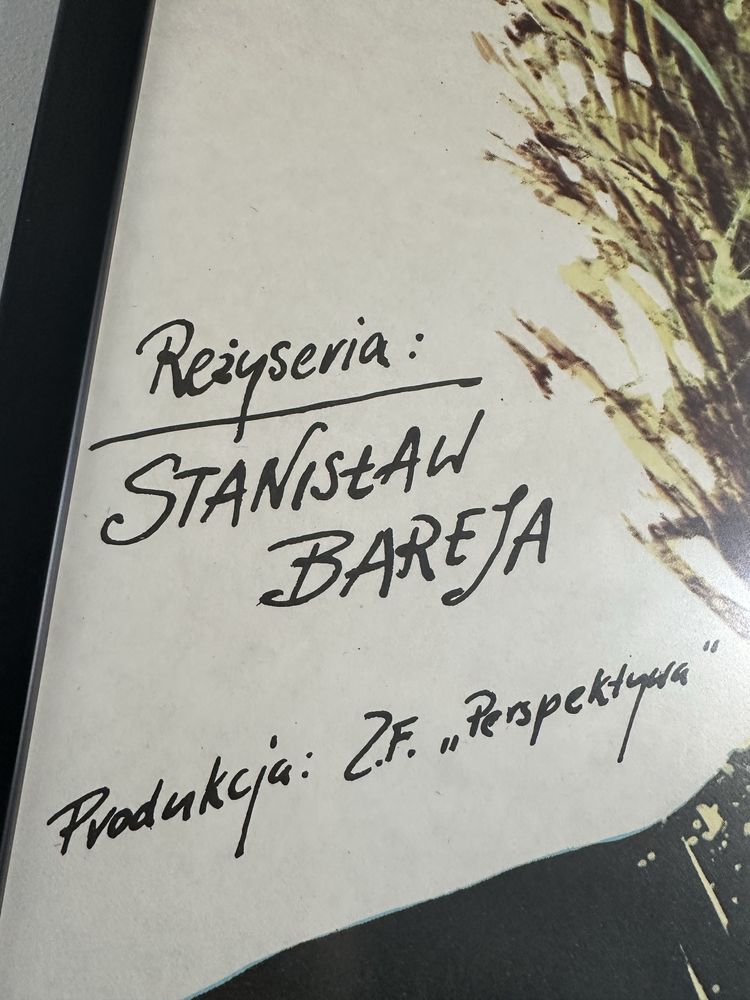 Reżyseria:
STANISŁAW
BAREJA
Produkcja: Z.F. „Perspektywa”